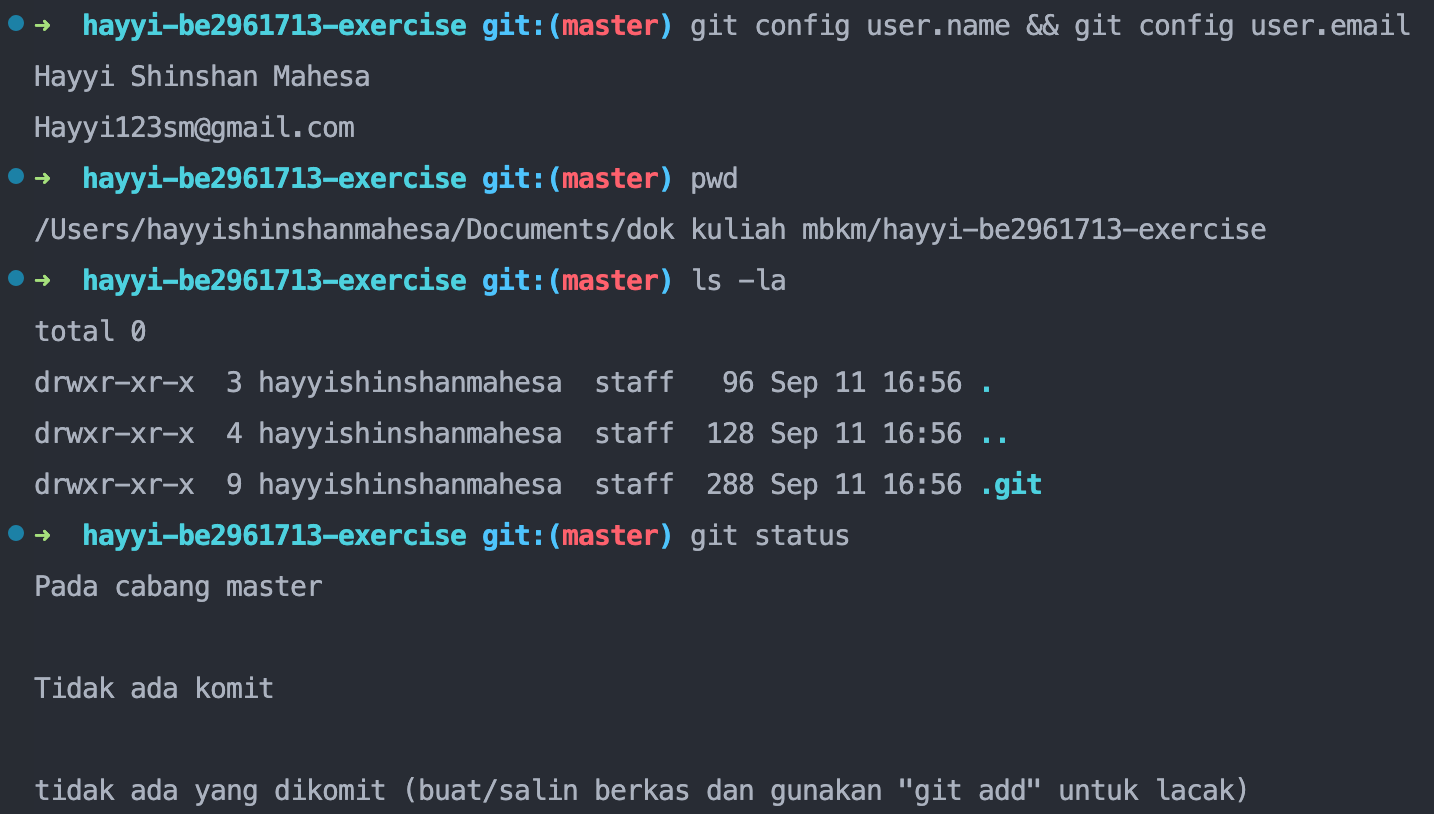 ➜  hayyi-be2961713-exercise git:(master) git config user.name && git config user.email
Hayyi Shinshan Mahesa
Hayyi123sm@gmail.com
➜  hayyi-be2961713-exercise git:(master) pwd
/Users/hayyishinshanmahesa/Documents/dok kuliah mbkm/hayyi-be2961713-exercise
➜  hayyi-be2961713-exercise git:(master) ls -la
total 0
drwxr-xr-x  3 hayyishinshanmahesa  staff   96 Sep 11 16:56 .
drwxr-xr-x  4 hayyishinshanmahesa  staff  128 Sep 11 16:56 ..
drwxr-xr-x  9 hayyishinshanmahesa  staff  288 Sep 11 16:56 .git
➜  hayyi-be2961713-exercise git:(master) git status
Pada cabang master
Tidak ada komit
tidak ada yang dikomit (buat/salin berkas dan gunakan "git add" untuk lacak)